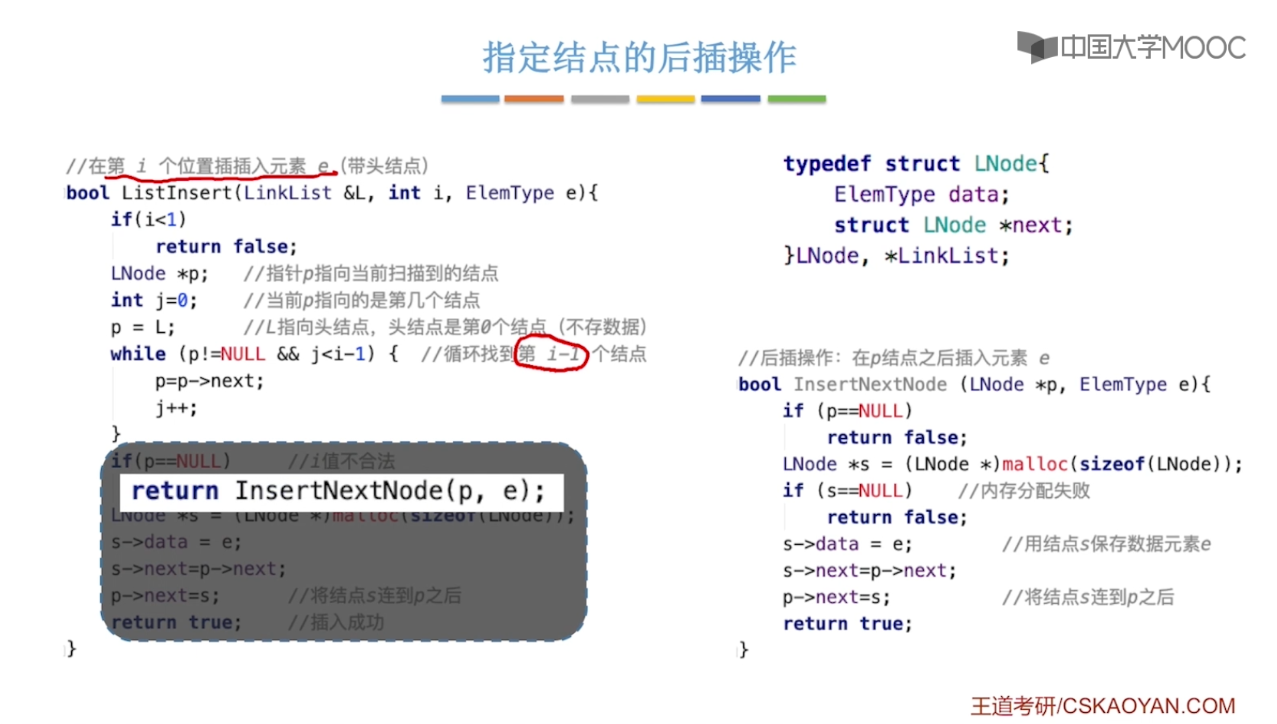 指定结点的后插操作
中国大学MOOC
//在第 i 个位置插插入元素 e (带头结点)
bool ListInsert(LinkList &L, int i, ElemType e){
if(i<1)
return false;
LNode *p; //指针p指向当前扫描到的结点
int j=0; //当前p指向的是第几个结点
p = L; //L指向头结点，头结点是第0个结点（不存数据）
while (p!=NULL && j<i-1) { //循环找到第 i-1 个结点
p=p->next;
j++;
}
if(p==NULL) //i值不合法
return InsertNextNode(p, e);
LNode *s = (LNode *)malloc(sizeof(LNode));
s->data = e;
s->next=p->next;
p->next=s; //将结点s连到p之后
return true; //插入成功
}
typedef struct LNode{
ElemType data;
struct LNode *next;
}LNode, *LinkList;
//后插操作：在p结点之后插入元素 e
bool InsertNextNode (LNode *p, ElemType e){
if (p==NULL)
return false;
LNode *s = (LNode *)malloc(sizeof(LNode));
if (s==NULL) //内存分配失败
return false;
s->data = e; //用结点s保存数据元素e
s->next=p->next;
p->next=s; //将结点s连到p之后
return true;
}
王道考研/CSKAOYAN.COM